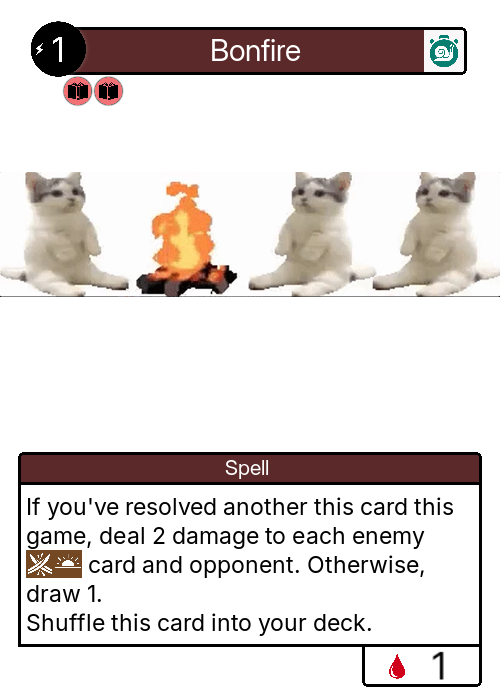 1
Bonfire
Spell
If you've resolved another this card this
game, deal 2 damage to each enemy
card and opponent. Otherwise,
draw 1.
Shuffle this card into your deck.
1